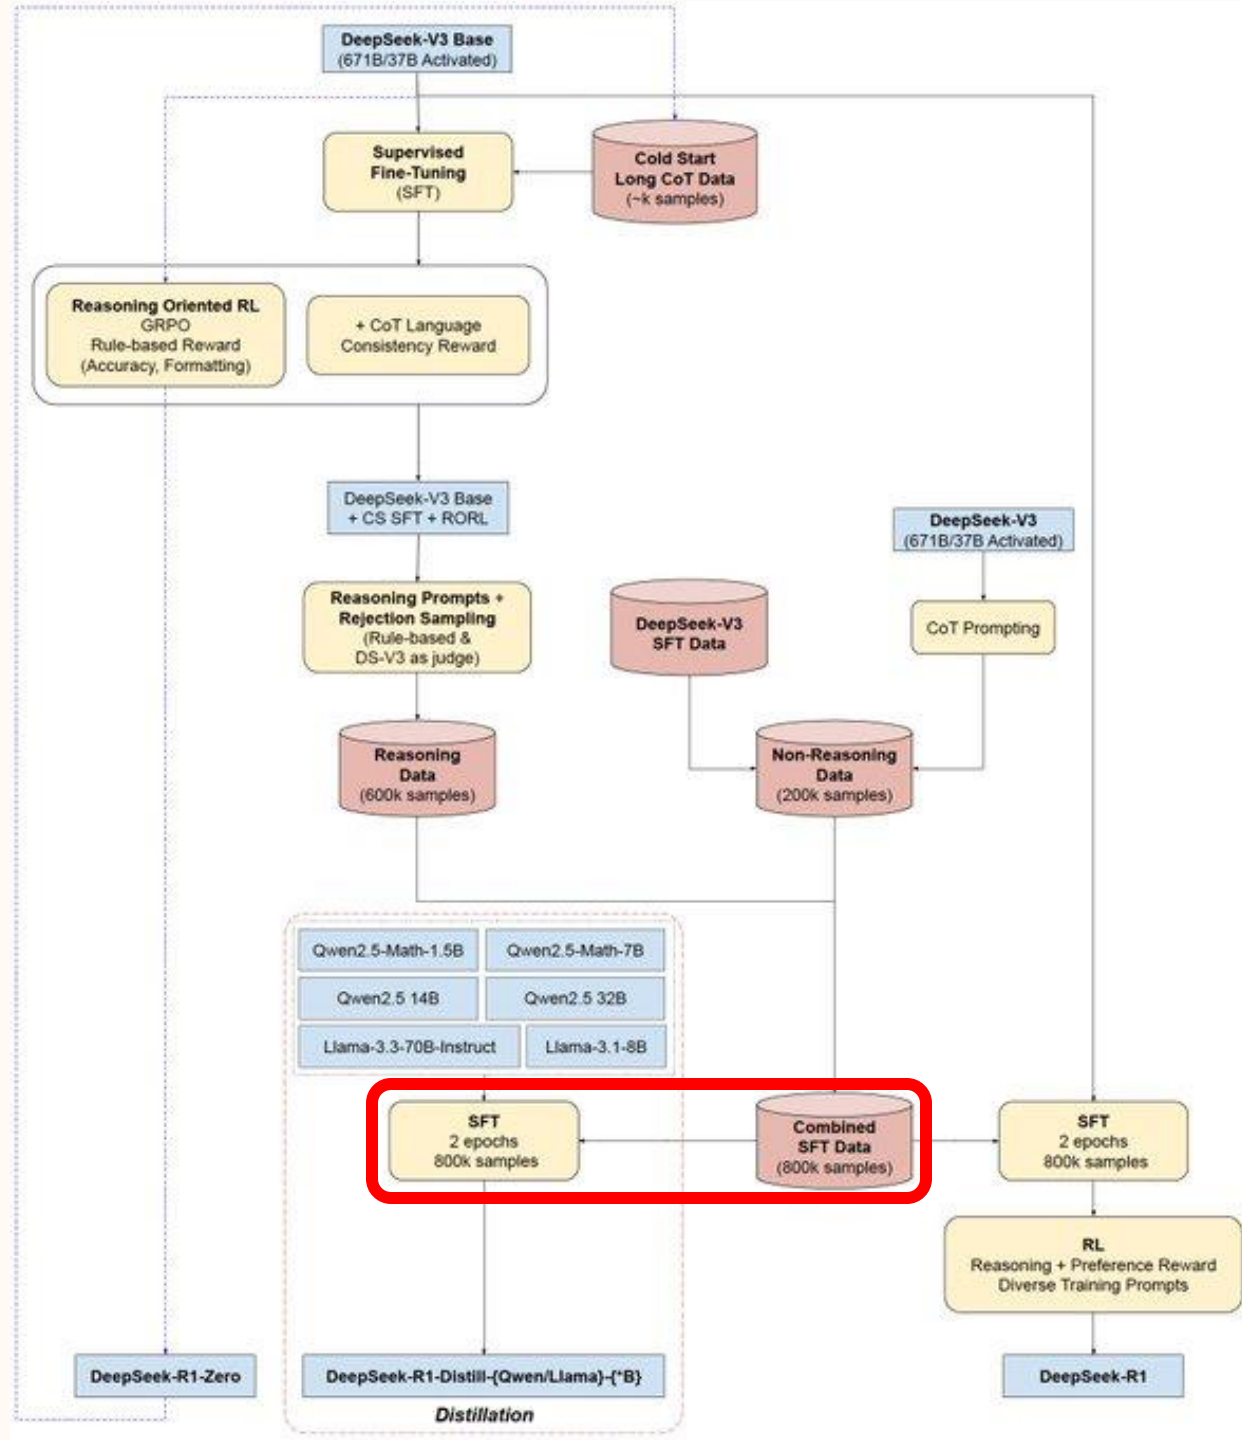 DeepSeek-V3 Base
(671B/37B Activated)
Supervised
Fine-Tuning
(SFT)
Cold Start
Long CoT Data
(~k samples)
Reasoning Oriented RL
GRPO
Rule-based Reward
(Accuracy, Formatting)
+ CoT Language
Consistency Reward
DeepSeek-V3 Base
+ CS SFT + RORL
DeepSeek-V3
(671B/37B Activated)
Reasoning Prompts +
Rejection Sampling
(Rule-based &
DS-V3 as judge)
DeepSeek-V3
SFT Data
CoT Prompting
Reasoning
Data
(600k samples)
Non-Reasoning
Data
(200k samples)
Qwen2.5-Math-1.5B
Qwen2.5-Math-7B
Qwen2.5 14B
Qwen2.5 32B
Llama-3.3-70B-Instruct
Llama-3.1-8B
SFT
2 epochs
800k samples
Combined
SFT Data
(800k samples)
SFT
2 epochs
800k samples
RL
Reasoning + Preference Reward
Diverse Training Prompts
DeepSeek-R1-Zero
DeepSeek-R1-Distill-{Qwen/Llama}-{*B}
DeepSeek-R1
Distillation